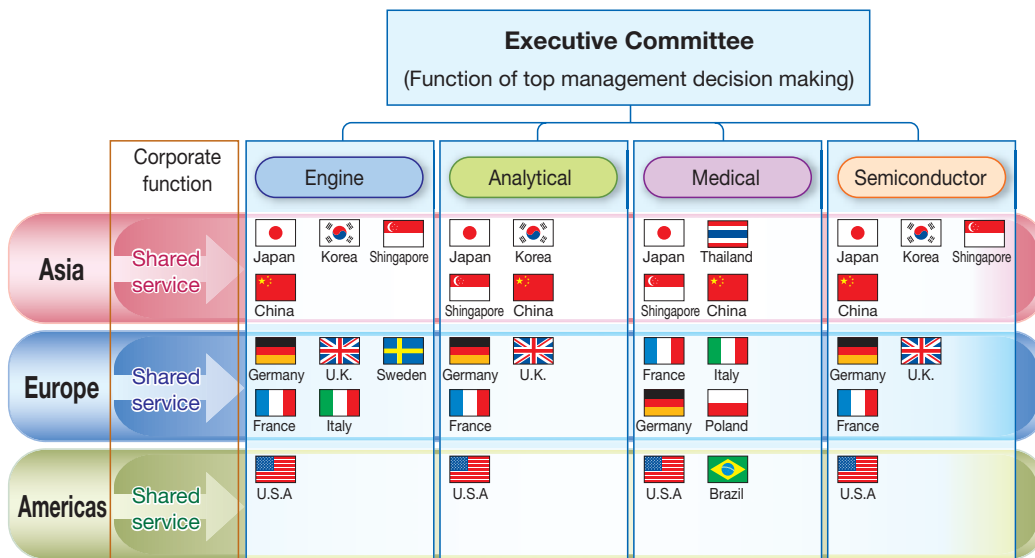 Executive Committee
(Function of top management decision making)
Corporate
function
Engine
Analytical
Medical
Semiconductor
Asia
Shared
service
Japan
Korea
Shingapore
China
Japan
Korea
Shingapore
China
Japan
Thailand
Shingapore
China
Japan
Korea
Shingapore
China
Europe
Shared
service
Germany
U.K.
Sweden
France
Italy
Germany
U.K.
France
France
Italy
Germany
Poland
Germany
U.K.
France
Americas
Shared
service
U.S.A
U.S.A
U.S.A
Brazil
U.S.A